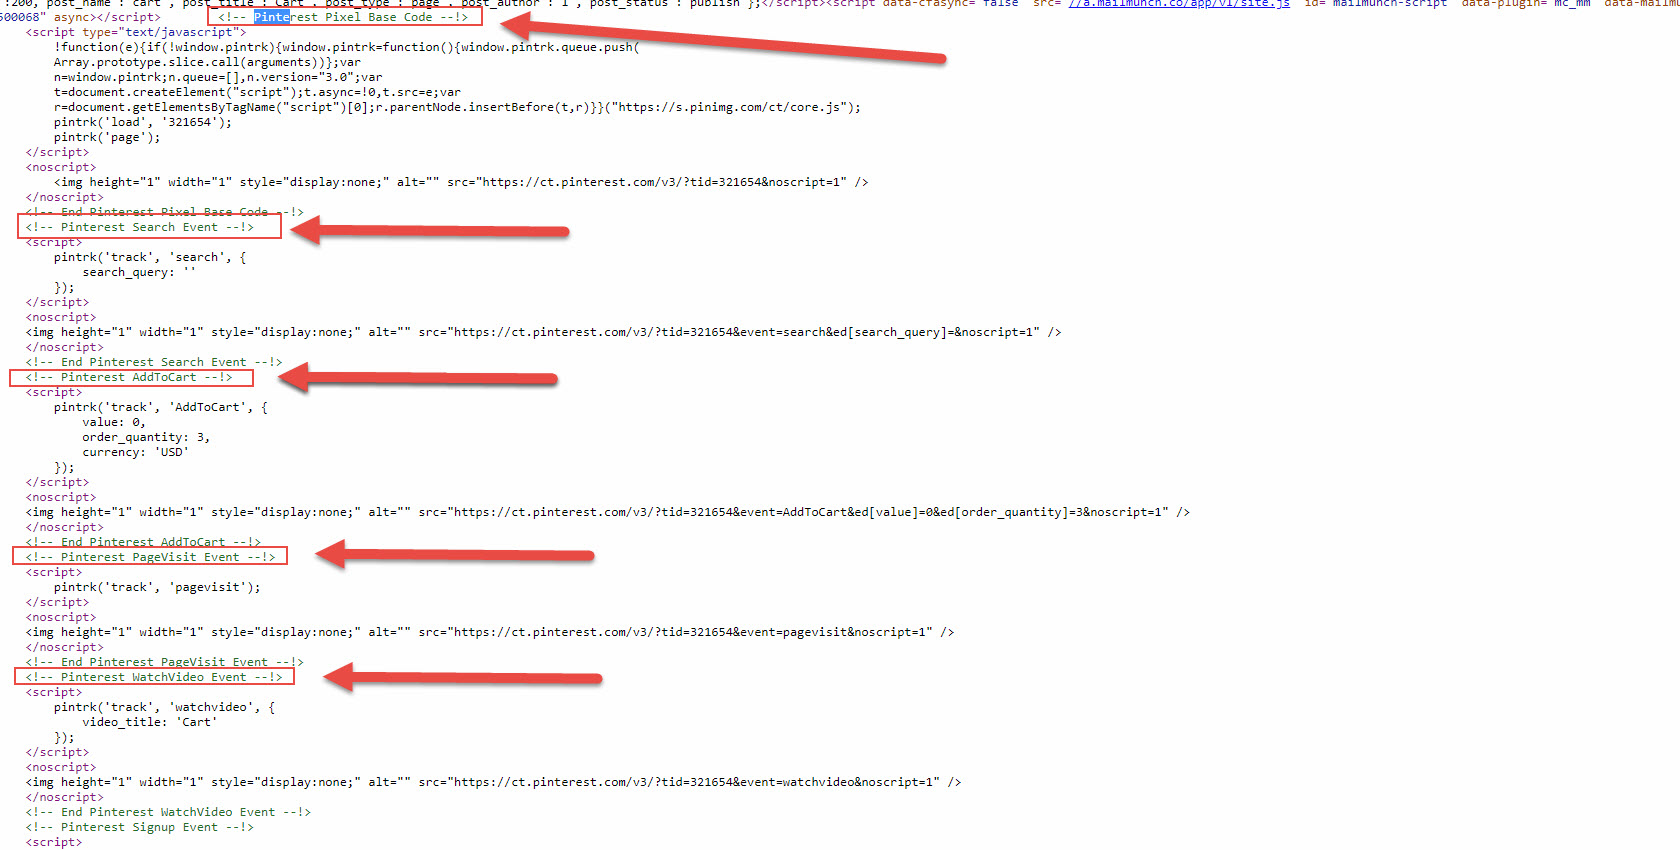 :200, post_name : cart , post_title : Cart , post_type : page , post_author : 1 , post_status : publish };</script><script data-cfasync= false  src= //a.mailmunch.co/app/v1/site.js  id= mailmunch-script  data-plugin= mc_mm  data-mailmun
500068" async></script>        <!-- Pinterest Pixel Base Code --!>
<script type="text/javascript">
!function(e){if(!window.pintrk){window.pintrk=function(){window.pintrk.queue.push(
Array.prototype.slice.call(arguments))};var
n=window.pintrk;n.queue=[],n.version="3.0";var
t=document.createElement("script");t.async=!0,t.src=e;var
r=document.getElementsByTagName("script")[0];r.parentNode.insertBefore(t,r)}}("https://s.pinimg.com/ct/core.js");
pintrk('load', '321654');
pintrk('page');
</script>
<noscript>
<img height="1" width="1" style="display:none;" alt="" src="https://ct.pinterest.com/v3/?tid=321654&noscript=1" />
</noscript>
<!-- End Pinterest Pixel Base Code --!>
<!-- Pinterest Search Event --!>
<script>
pintrk('track', 'search', {
search_query: ''
});
</script>
<noscript>
<img height="1" width="1" style="display:none;" alt="" src="https://ct.pinterest.com/v3/?tid=321654&event=search&ed[search_query]=&noscript=1" />
</noscript>
<!-- End Pinterest Search Event --!>
<!-- Pinterest AddToCart --!>
<script>
pintrk('track', 'AddToCart', {
value: 0,
order_quantity: 3,
currency: 'USD'
});
</script>
<noscript>
<img height="1" width="1" style="display:none;" alt="" src="https://ct.pinterest.com/v3/?tid=321654&event=AddToCart&ed[value]=0&ed[order_quantity]=3&noscript=1" />
</noscript>
<!-- End Pinterest AddToCart --!>
<!-- Pinterest PageVisit Event --!>
<script>
pintrk('track', 'pagevisit');
</script>
<noscript>
<img height="1" width="1" style="display:none;" alt="" src="https://ct.pinterest.com/v3/?tid=321654&event=pagevisit&noscript=1" />
</noscript>
<!-- End Pinterest PageVisit Event --!>
<!-- Pinterest WatchVideo Event --!>
<script>
pintrk('track', 'watchvideo', {
video_title: 'Cart'
});
</script>
<noscript>
<img height="1" width="1" style="display:none;" alt="" src="https://ct.pinterest.com/v3/?tid=321654&event=watchvideo&noscript=1" />
</noscript>
<!-- End Pinterest WatchVideo Event --!>
<!-- Pinterest Signup Event --!>
<script>